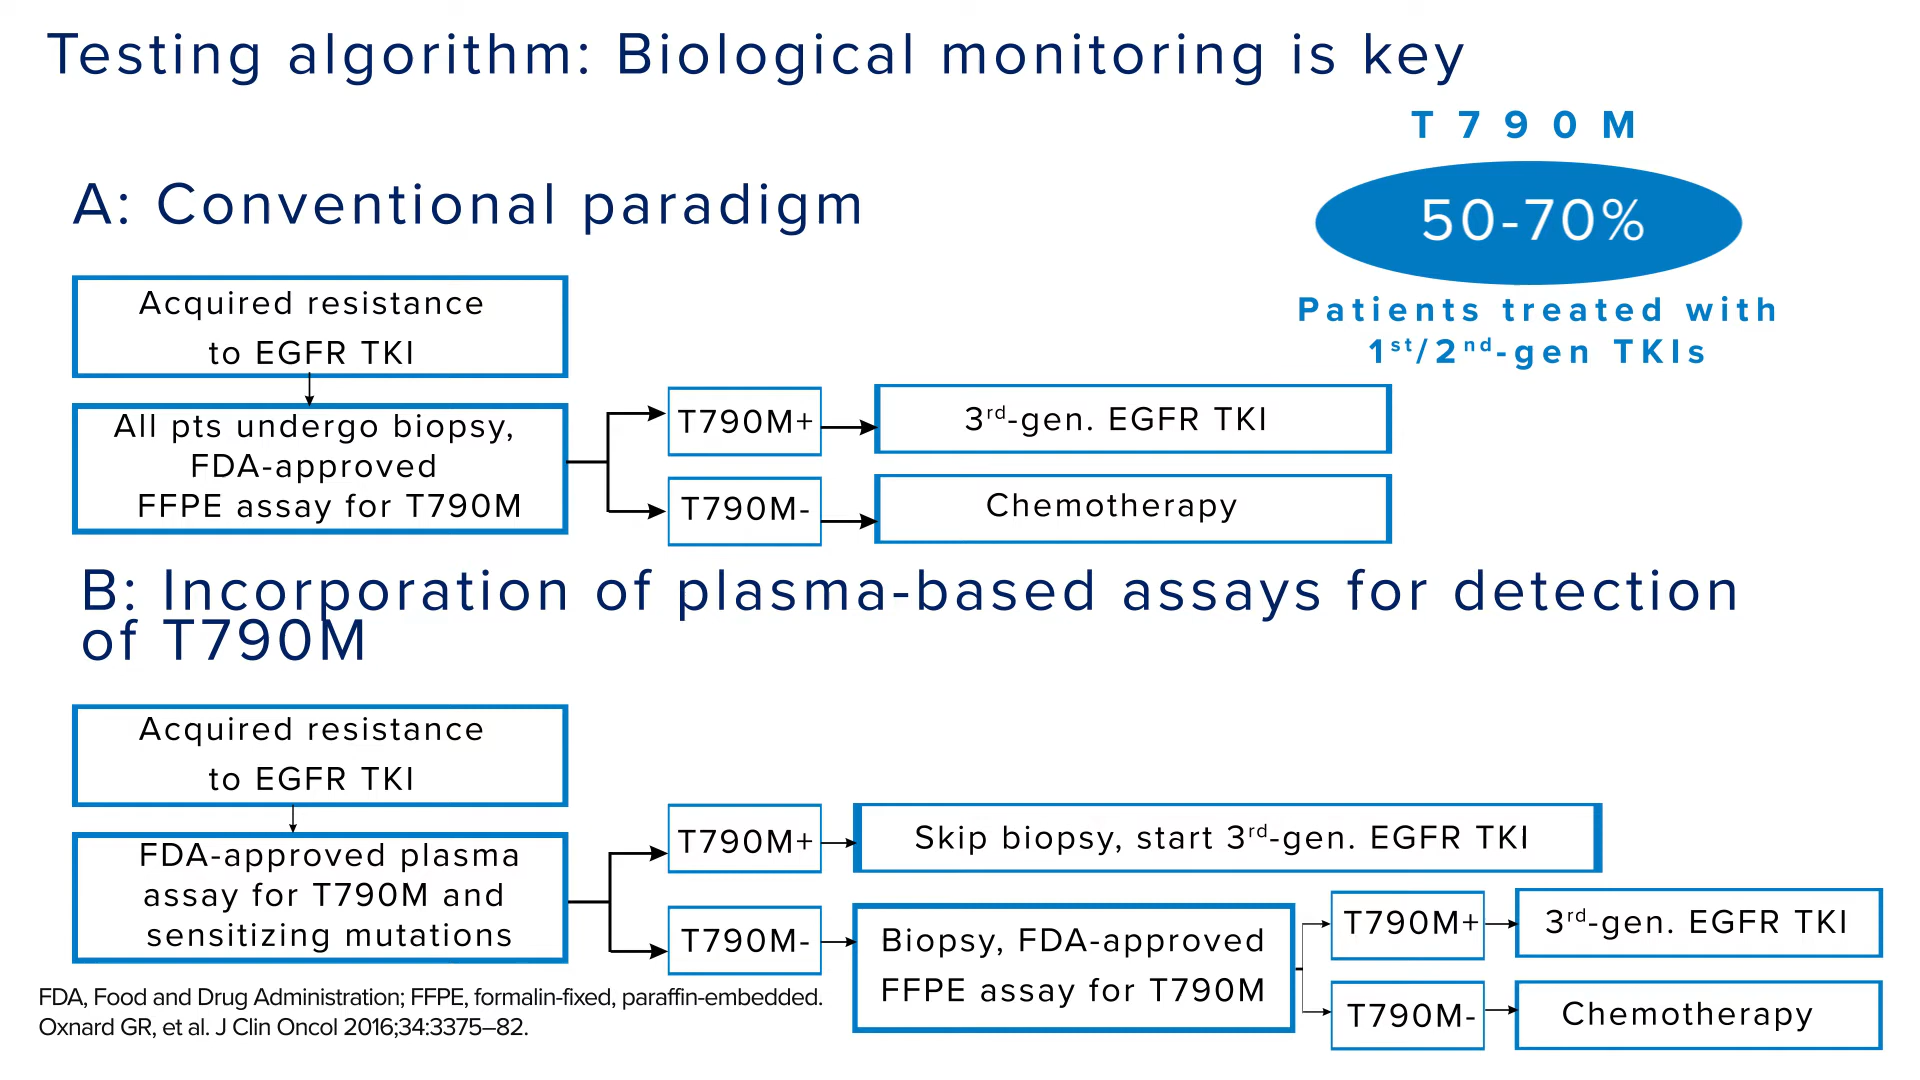 Testing algorithm: Biological monitoring is key
T790M
50-70%
Patients treated with
1st/2nd-gen TKIs
A: Conventional paradigm
Acquired resistance
to EGFR TKI
All pts undergo biopsy,
FDA-approved
FFPE assay for T790M
T790M+
3rd-gen. EGFR TKI
T790M-
Chemotherapy
B: Incorporation of plasma-based assays for detection
of T790M
Acquired resistance
to EGFR TKI
FDA-approved plasma
assay for T790M and
sensitizing mutations
T790M+
Skip biopsy, start 3rd-gen. EGFR TKI
T790M-
Biopsy, FDA-approved
FFPE assay for T790M
T790M+
3rd-gen. EGFR TKI
T790M-
Chemotherapy
FDA, Food and Drug Administration; FFPE, formalin-fixed, paraffin-embedded.
Oxnard GR, et al. J Clin Oncol 2016;34:3375–82.